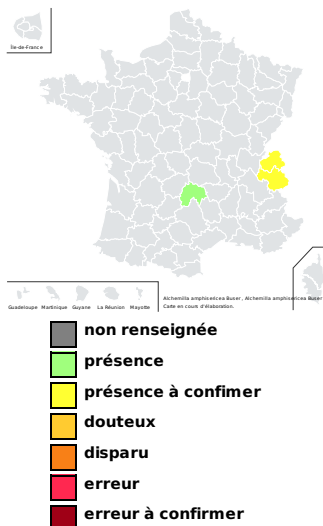 Île-de-France
Guadeloupe Martinique Guyane La Réunion Mayotte
Alchemilla amphisericea Buser , Alchemilla amphisericea Buser
Carte en cours d'élaboration.
non renseignée
présence
présence à confimer
douteux
disparu
erreur
erreur à confirmer